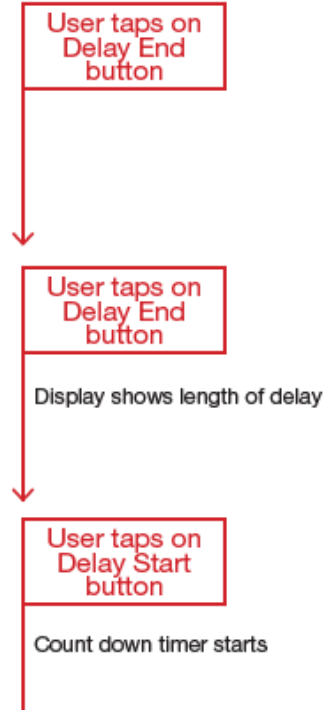 User taps on
Delay End
button
User taps on
Delay End
button
Display shows length of delay
User taps on
Delay Start
button
Count down timer starts